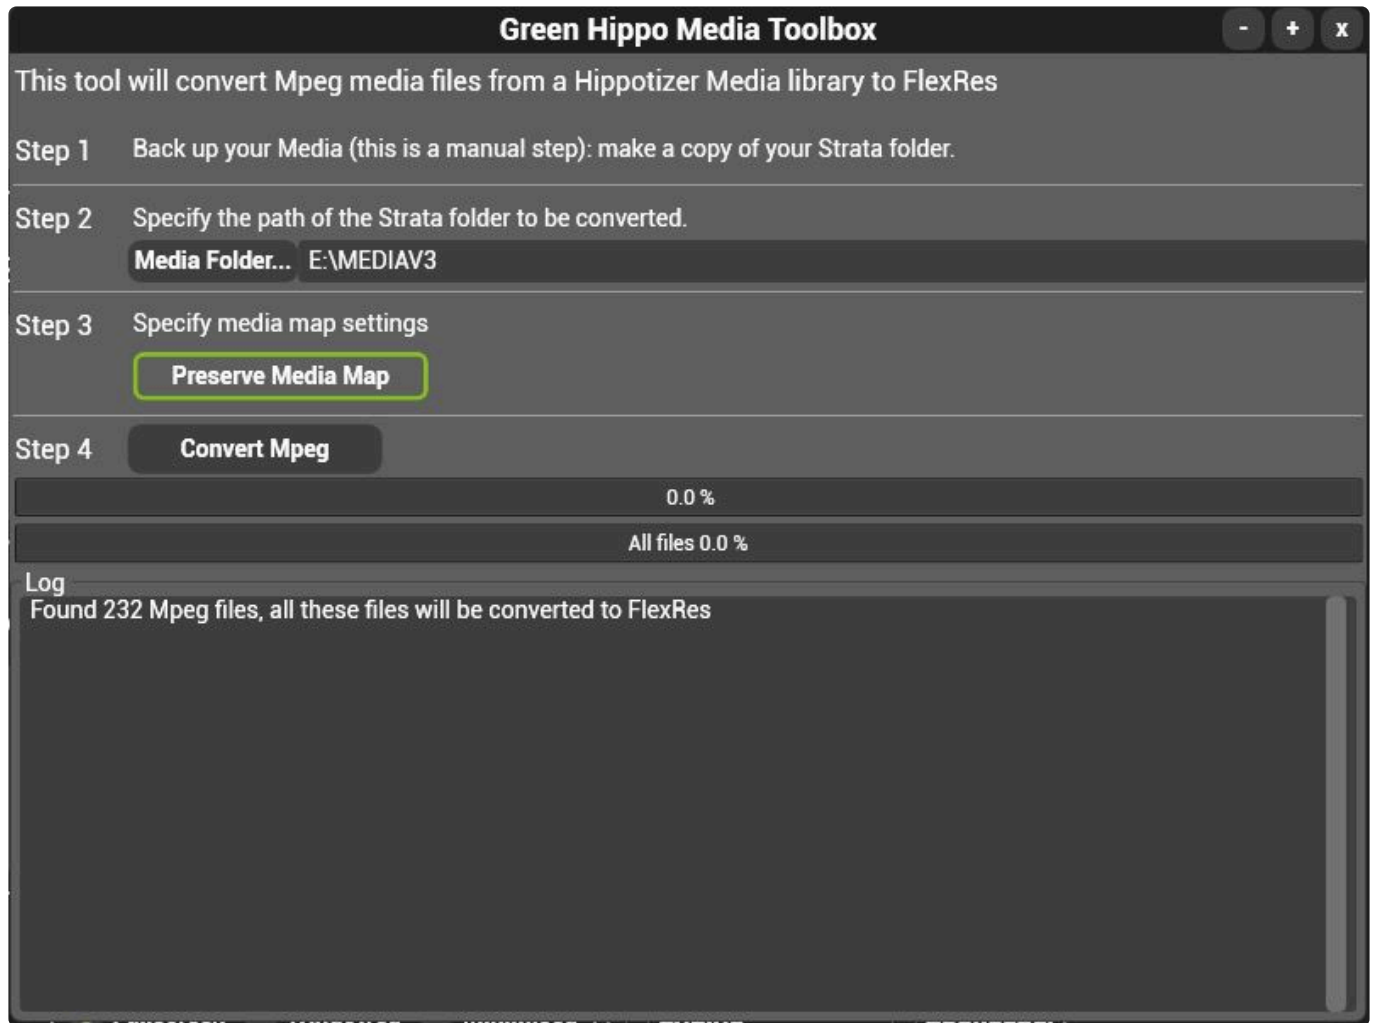 Green Hippo Media Toolbox - + x
This tool will convert Mpeg media files from a Hippotizer Media library to FlexRes
Step 1 Back up your Media (this is a manual step): make a copy of your Strata folder.
Step 2 Specify the path of the Strata folder to be converted.
Media Folder... E:\MEDIAV3
Step 3 Specify media map settings
Preserve Media Map
Step 4 Convert Mpeg
0.0 %
All files 0.0 %
Log
Found 232 Mpeg files, all these files will be converted to FlexRes